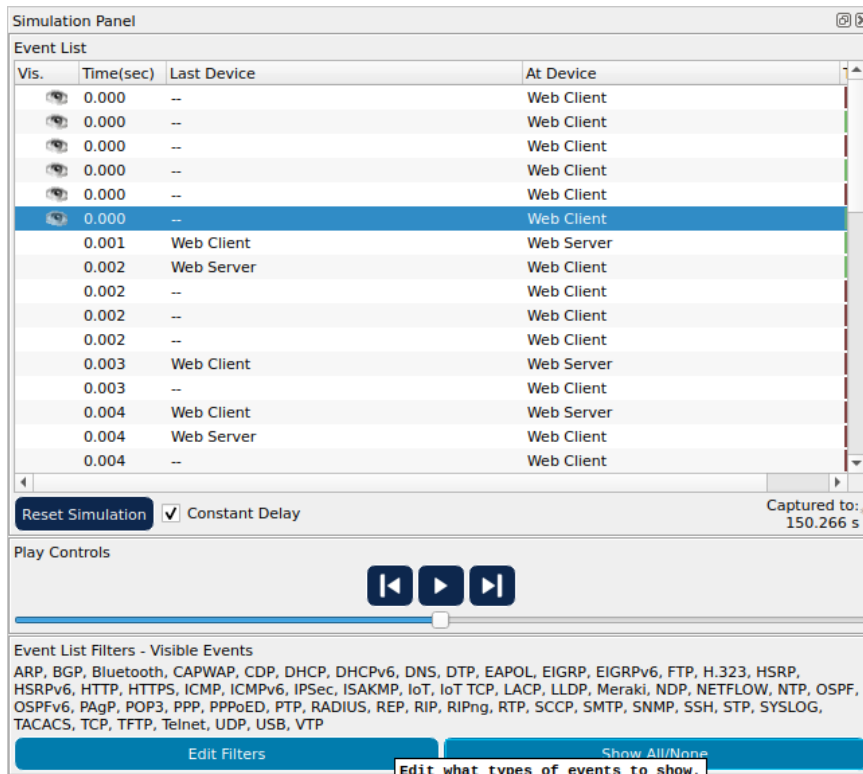 Simulation Panel
Event List
Vis. Time(sec) Last Device At Device
0.000 -- Web Client
0.000 -- Web Client
0.000 -- Web Client
0.000 -- Web Client
0.000 -- Web Client
0.000 -- Web Client
0.001 Web Client Web Server
0.002 Web Server Web Client
0.002 -- Web Client
0.002 -- Web Client
0.002 -- Web Client
0.003 Web Client Web Server
0.003 -- Web Client
0.004 Web Client Web Server
0.004 Web Server Web Client
0.004 -- Web Client
Reset Simulation Constant Delay Captured to:
150.266 s
Play Controls
Event List Filters - Visible Events
ARP, BGP, Bluetooth, CAPWAP, CDP, DHCP, DHCPv6, DNS, DTP, EAPOL, EIGRP, EIGRPv6, FTP, H.323, HSRP,
HSRPv6, HTTP, HTTPS, ICMP, ICMPv6, IPSec, ISAKMP, IoT, IoT TCP, LACP, LLDP, Meraki, NDP, NETFLOW, NTP, OSPF,
OSPFv6, PAgP, POP3, PPP, PPPoED, PTP, RADIUS, REP, RIP, RIPng, RTP, SCCP, SMTP, SNMP, SSH, STP, SYSLOG,
TACACS, TCP, TFTP, Telnet, UDP, USB, VTP
Edit Filters Show All/None
Edit what types of events to show.